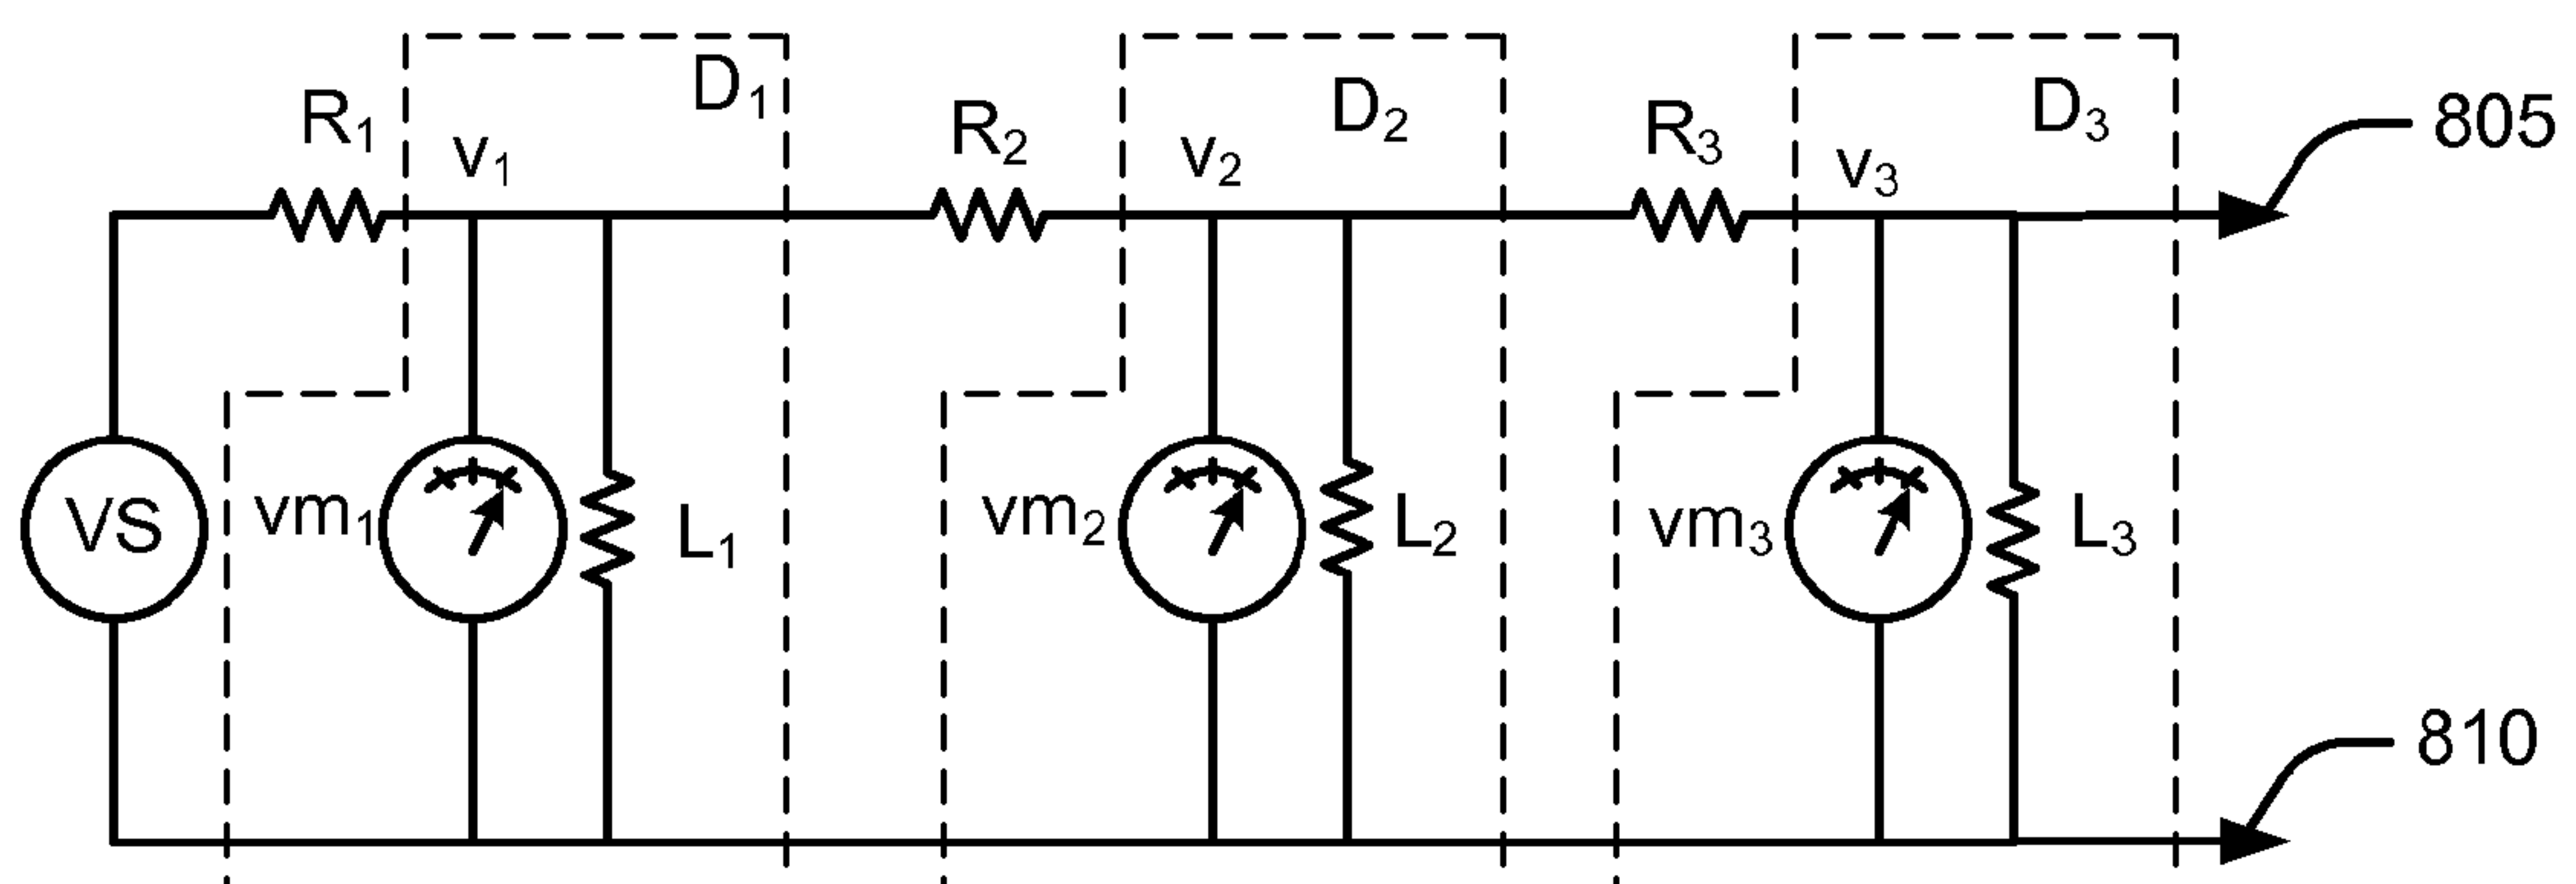 R₁
v₁
D₁
R₂
v₂
D₂
R₃
v₃
D₃
805
VS
vm₁
L₁
vm₂
L₂
vm₃
L₃
810